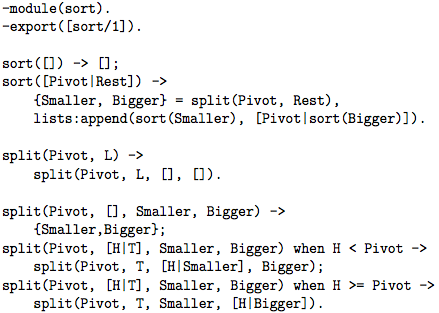 -module(sort).
-export([sort/1]).

sort([]) -> [];
sort([Pivot|Rest]) ->
    {Smaller, Bigger} = split(Pivot, Rest),
    lists:append(sort(Smaller), [Pivot|sort(Bigger)]).

split(Pivot, L) ->
    split(Pivot, L, [], []).

split(Pivot, [], Smaller, Bigger) ->
    {Smaller,Bigger};
split(Pivot, [H|T], Smaller, Bigger) when H < Pivot ->
    split(Pivot, T, [H|Smaller], Bigger);
split(Pivot, [H|T], Smaller, Bigger) when H >= Pivot ->
    split(Pivot, T, Smaller, [H|Bigger]).